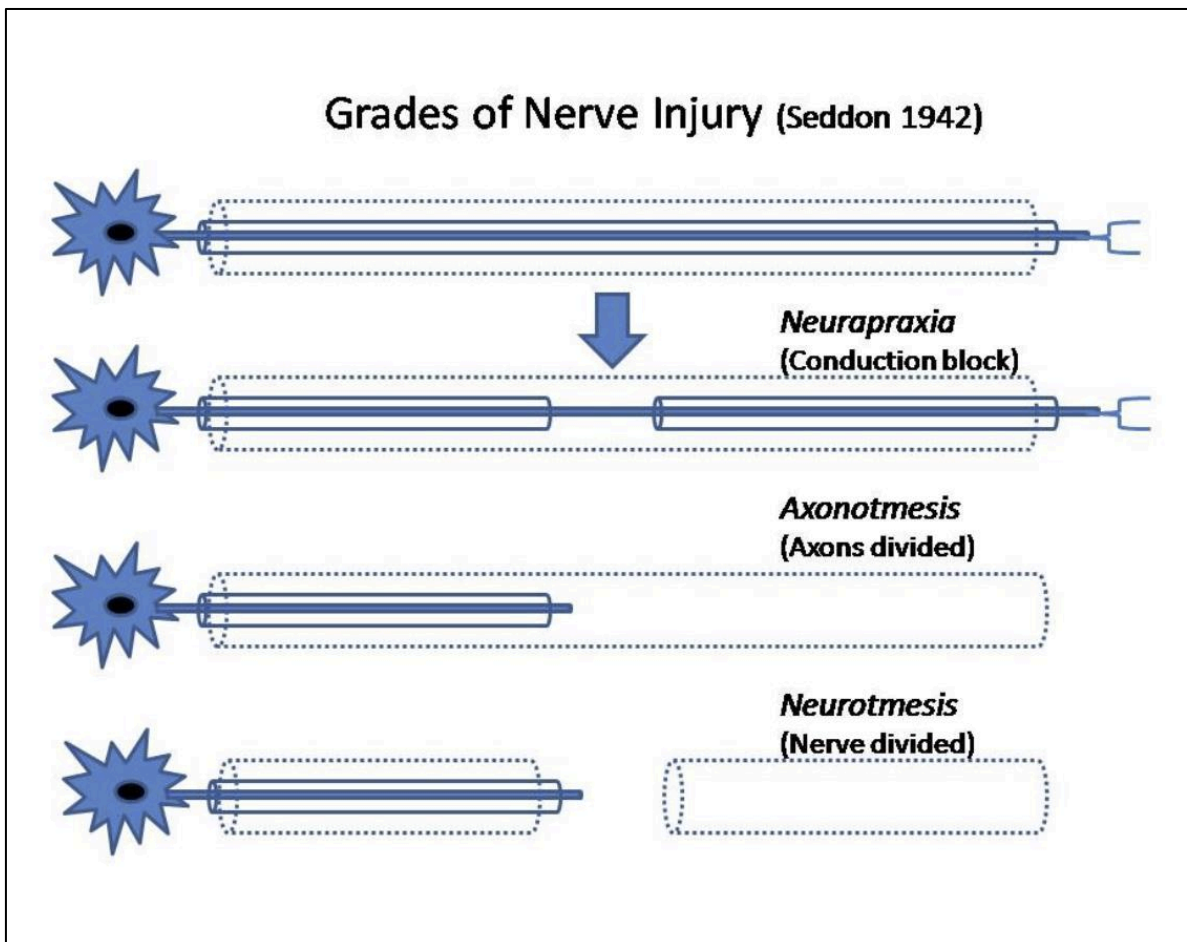 Grades of Nerve Injury (Seddon 1942)
Neurapraxia
(Conduction block)
Axonotmesis
(Axons divided)
Neurotmesis
(Nerve divided)